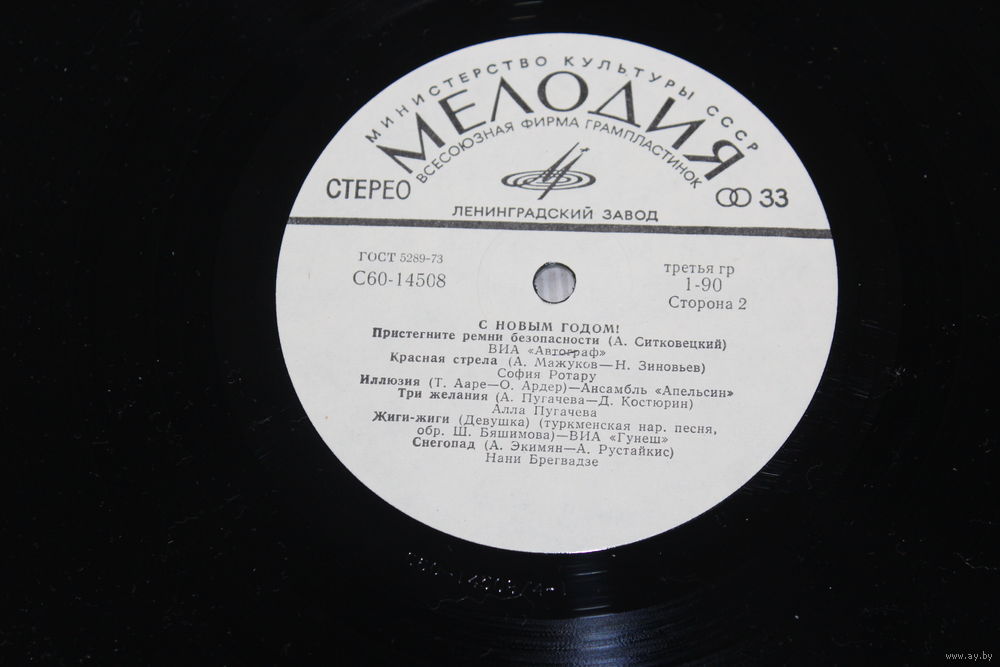 МИНИСТЕРСТВО КУЛЬТУРЫ СССР
МЕЛОДИЯ
ВСЕСОЮЗНАЯ ФИРМА ГРАМПЛАСТИНОК
СТЕРЕО
33
ЛЕНИНГРАДСКИЙ ЗАВОД
ГОСТ 5289-73
С60-14508
третья гр
1-90
Сторона 2
С НОВЫМ ГОДОМ!
Пристегните ремни безопасности (А. Ситковецкий)
ВИА «Автограф»
Красная стрела (А. Мажуков—Н. Зиновьев)
София Ротару
Иллюзия (Т. Ааре—О. Ардер)—Ансамбль «Апельсин»
Три желания (А. Пугачева—Д. Костюрин)
Алла Пугачева
Жиги-жиги (Девушка) (туркменская нар. песня,
обр. Ш. Бяшимова)—ВИА «Гунеш»
Снегопад (А. Экимян—А. Рустайкис)
Нани Брегвадзе
www.ay.by